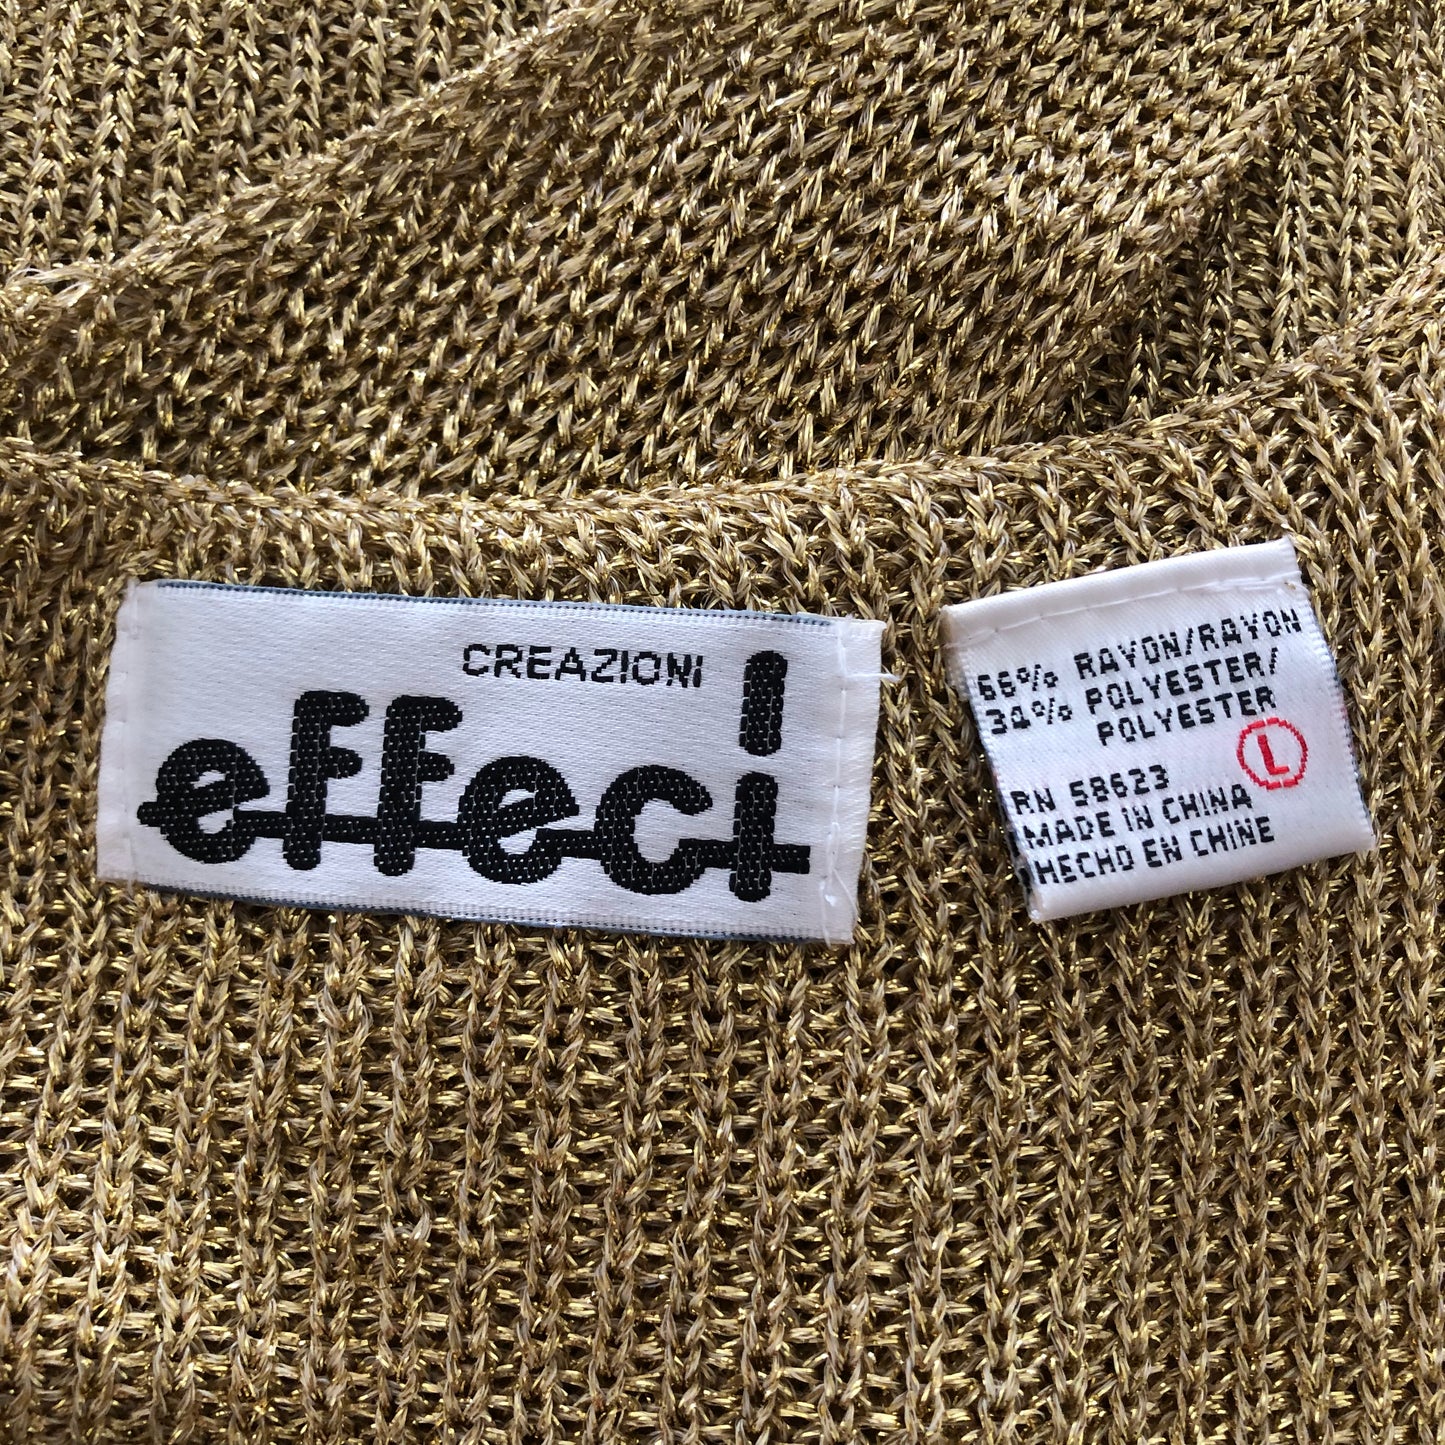 CREAZIONI
effeci
66% RAYON/RAYON
34% POLYESTER/
POLYESTER
L
RN 58623
MADE IN CHINA
HECHO EN CHINE